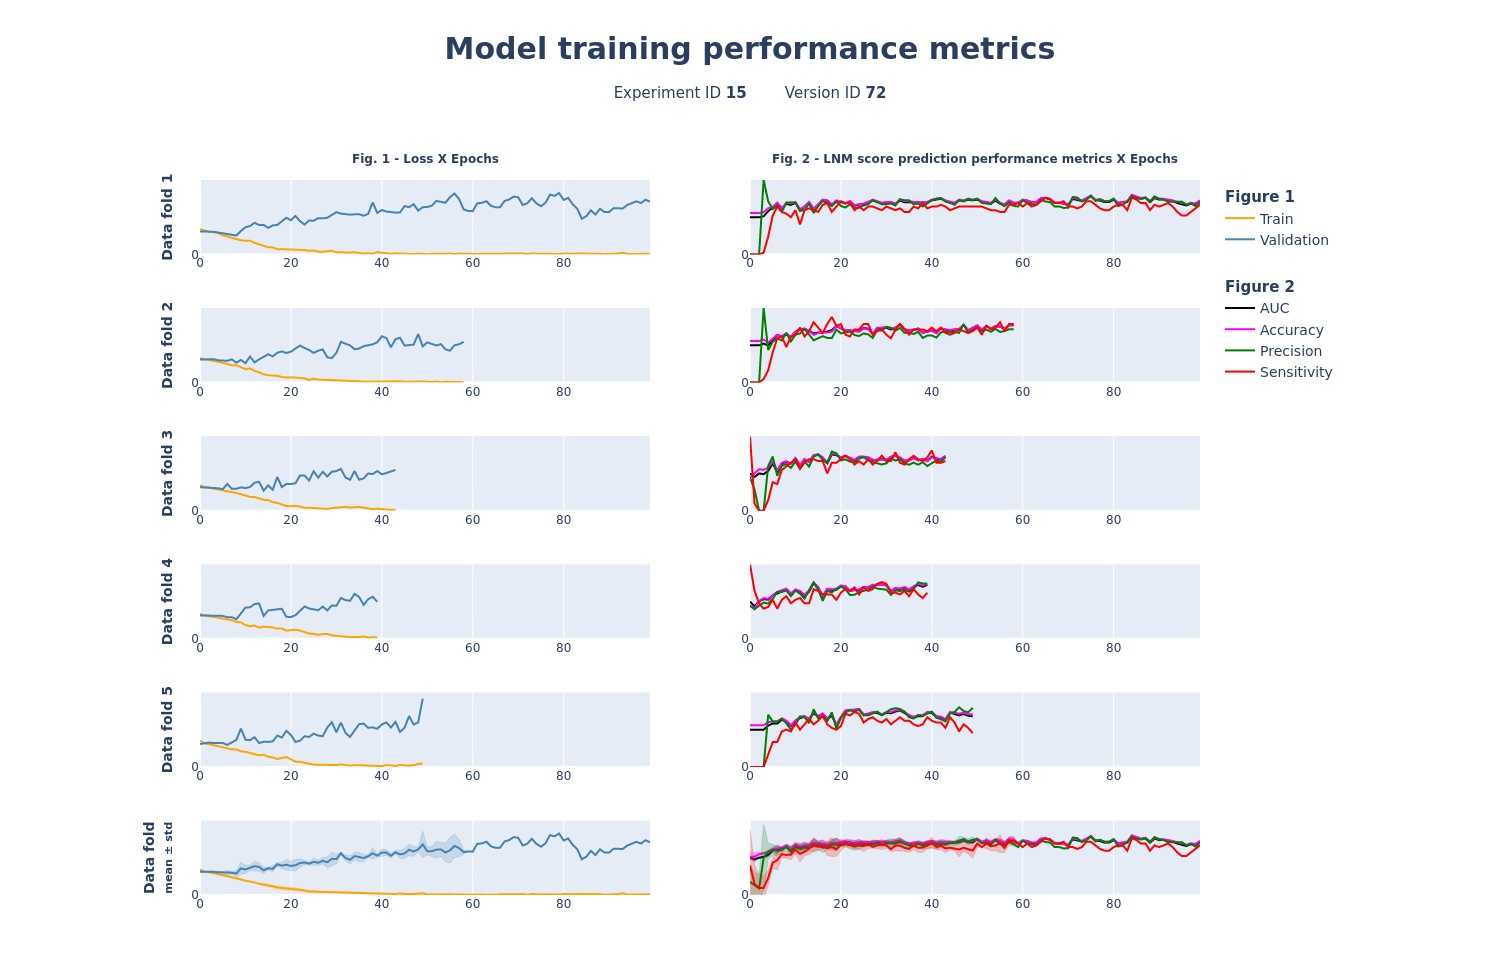 Model training performance metrics
Experiment ID 15 Version ID 72
Fig. 1 - Loss X Epochs
Fig. 2 - LNM score prediction performance metrics X Epochs
Data fold 1
0
0 20 40 60 80
0
0 20 40 60 80
Figure 1
Train
Validation
Figure 2
AUC
Accuracy
Precision
Sensitivity
Data fold 2
0
0 20 40 60 80
0
0 20 40 60 80
Data fold 3
0
0 20 40 60 80
0
0 20 40 60 80
Data fold 4
0
0 20 40 60 80
0
0 20 40 60 80
Data fold 5
0
0 20 40 60 80
0
0 20 40 60 80
Data fold
mean ± std
0
0 20 40 60 80
0
0 20 40 60 80